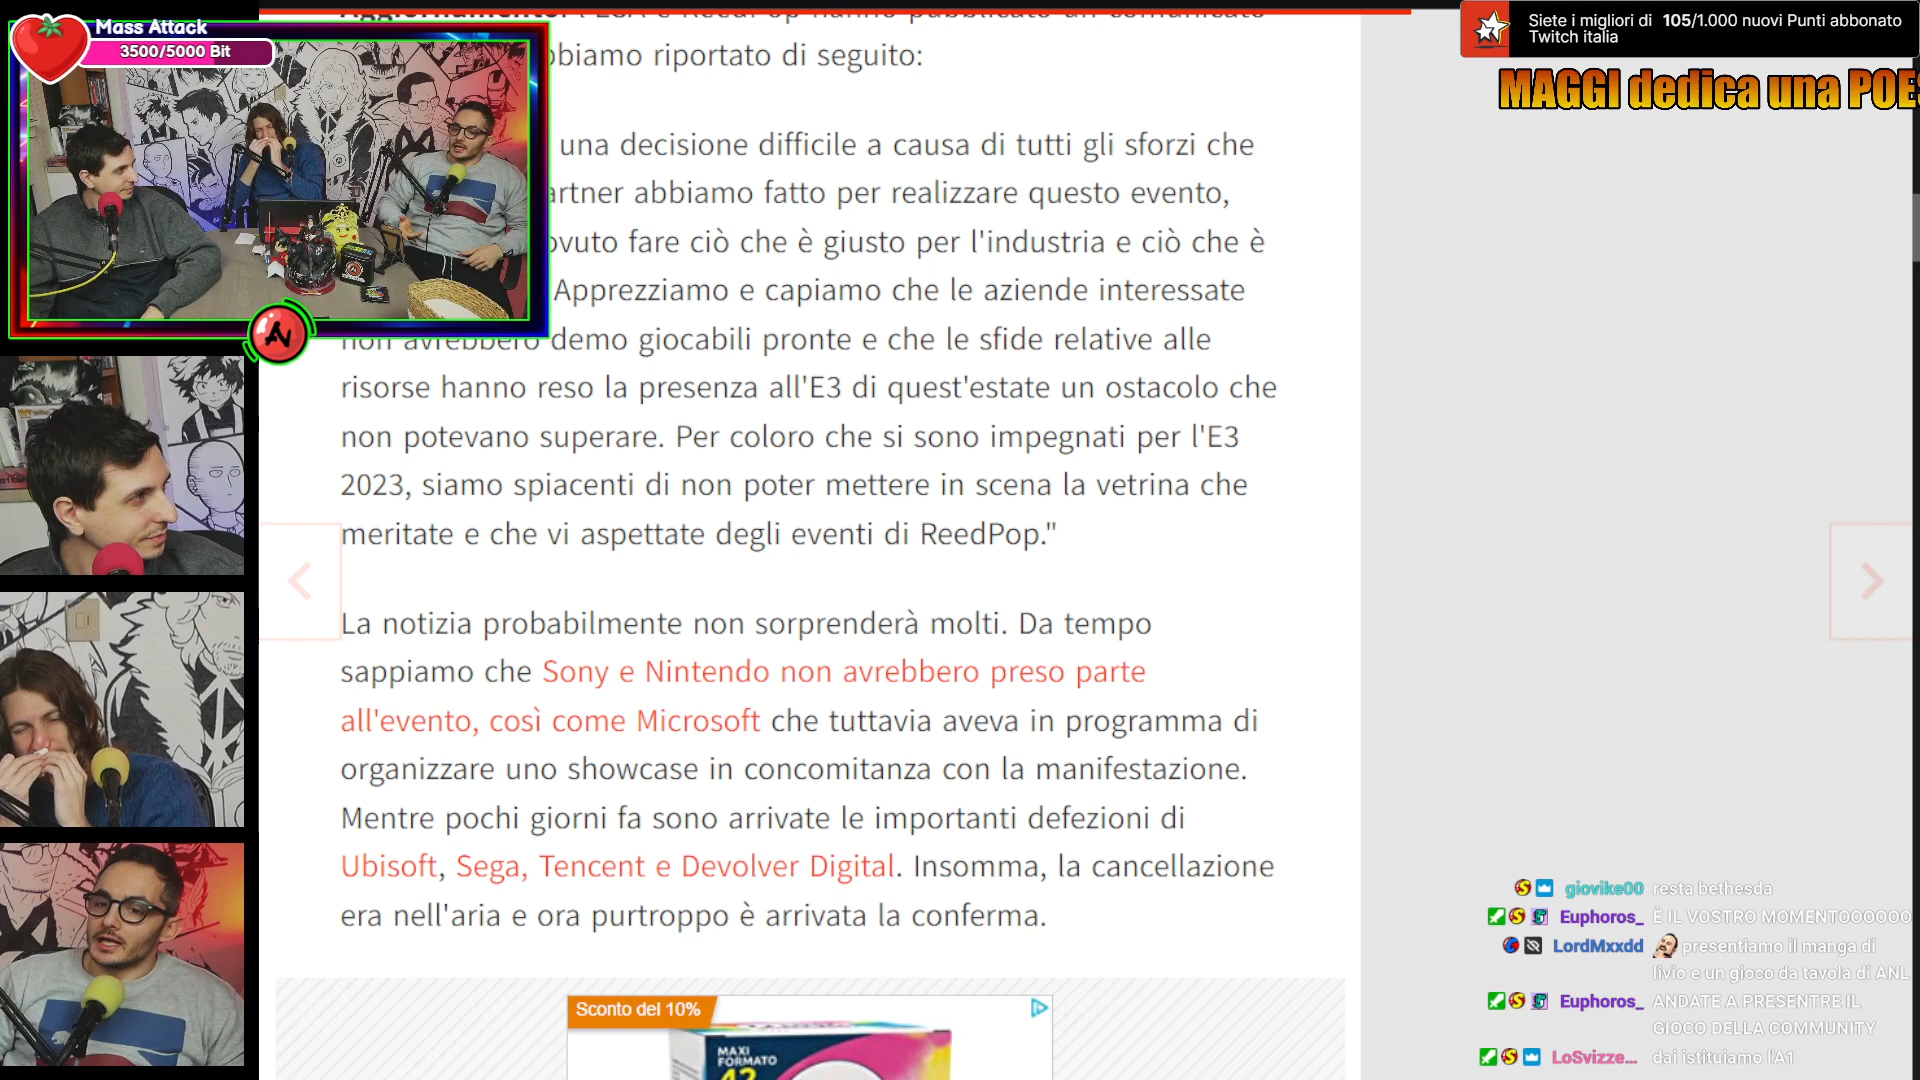 Mass Attack
3500/5000 Bit
Siete i migliori di 105/1.000 nuovi Punti abbonato
Twitch italia
MAGGI dedica una POE
bbiamo riportato di seguito:
una decisione difficile a causa di tutti gli sforzi che
artner abbiamo fatto per realizzare questo evento,
ovuto fare ciò che è giusto per l'industria e ciò che è
Apprezziamo e capiamo che le aziende interessate
non avrebbero demo giocabili pronte e che le sfide relative alle
risorse hanno reso la presenza all'E3 di quest'estate un ostacolo che
non potevano superare. Per coloro che si sono impegnati per l'E3
2023, siamo spiacenti di non poter mettere in scena la vetrina che
meritate e che vi aspettate degli eventi di ReedPop."
La notizia probabilmente non sorprenderà molti. Da tempo
sappiamo che Sony e Nintendo non avrebbero preso parte
all'evento, così come Microsoft che tuttavia aveva in programma di
organizzare uno showcase in concomitanza con la manifestazione.
Mentre pochi giorni fa sono arrivate le importanti defezioni di
Ubisoft, Sega, Tencent e Devolver Digital. Insomma, la cancellazione
era nell'aria e ora purtroppo è arrivata la conferma.
Sconto del 10%
MAXI
FORMATO
42
giovike00 resta bethesda
Euphoros_ È IL VOSTRO MOMENTOOOOOO
LordMxxdd presentiamo il manga di
livio e un gioco da tavola di ANL
Euphoros_ ANDATE A PRESENTRE IL
GIOCO DELLA COMMUNITY
LoSvizze... dai istituiamo l'A1